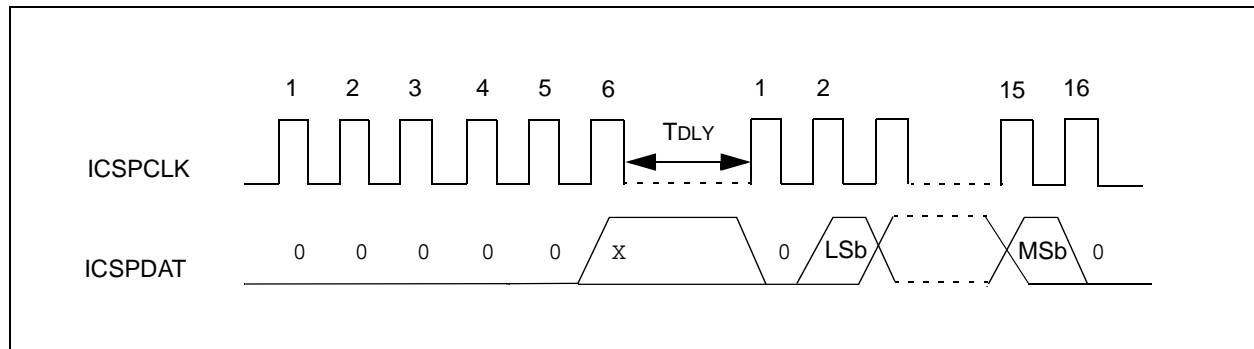 1 2 3 4 5 6 1 2 15 16
TDLY
ICSPCLK
0 0 0 0 0 x 0 LSb MSb 0
ICSPDAT